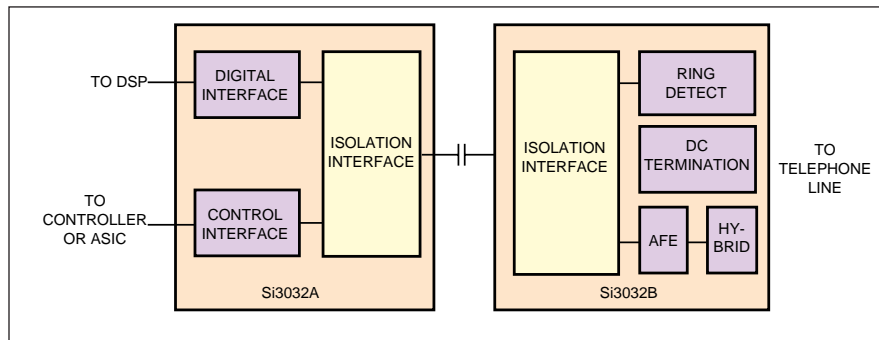 TO DSP
DIGITAL
INTERFACE
ISOLATION
INTERFACE
TO
CONTROLLER
OR ASIC
CONTROL
INTERFACE
Si3032A
ISOLATION
INTERFACE
RING
DETECT
DC
TERMINATION
AFE
HY-
BRID
Si3032B
TO
TELEPHONE
LINE